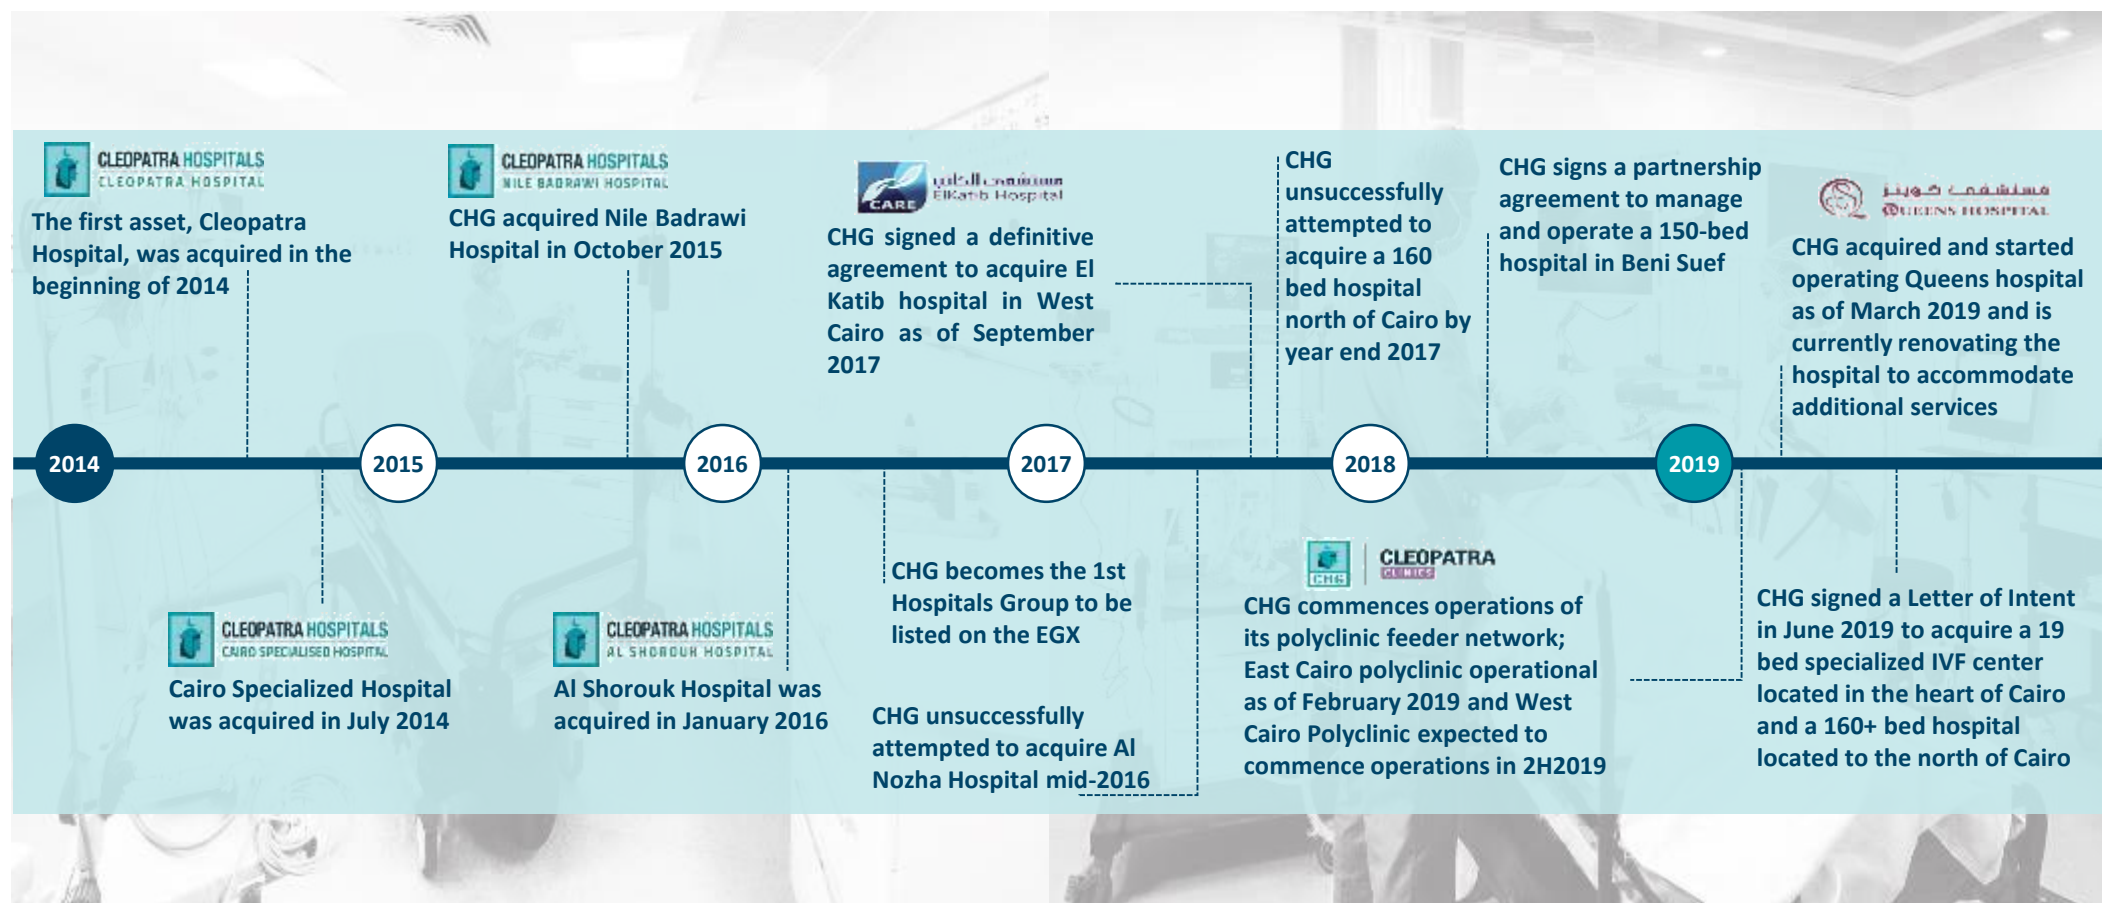 CLEOPATRA HOSPITALS
CLEOPATRA HOSPITAL
The first asset, Cleopatra
Hospital, was acquired in the
beginning of 2014
CLEOPATRA HOSPITALS
NILE BADRAWI HOSPITAL
CHG acquired Nile Badrawi
Hospital in October 2015
CARE
مستشفى الكاتب
ElKatib Hospital
CHG signed a definitive
agreement to acquire El
Katib hospital in West
Cairo as of September
2017
CHG
unsuccessfully
attempted to
acquire a 160
bed hospital
north of Cairo by
year end 2017
CHG signs a partnership
agreement to manage
and operate a 150-bed
hospital in Beni Suef
مستشفى كوينز
QUEENS HOSPITAL
CHG acquired and started
operating Queens hospital
as of March 2019 and is
currently renovating the
hospital to accommodate
additional services
2014
2015
2016
2017
2018
2019
CLEOPATRA HOSPITALS
CAIRO SPECIALISED HOSPITAL
Cairo Specialized Hospital
was acquired in July 2014
CLEOPATRA HOSPITALS
AL SHOROUK HOSPITAL
Al Shorouk Hospital was
acquired in January 2016
CHG becomes the 1st
Hospitals Group to be
listed on the EGX
CHG unsuccessfully
attempted to acquire Al
Nozha Hospital mid-2016
CHG
CLEOPATRA
CLINICS
CHG commences operations of
its polyclinic feeder network;
East Cairo polyclinic operational
as of February 2019 and West
Cairo Polyclinic expected to
commence operations in 2H2019
CHG signed a Letter of Intent
in June 2019 to acquire a 19
bed specialized IVF center
located in the heart of Cairo
and a 160+ bed hospital
located to the north of Cairo